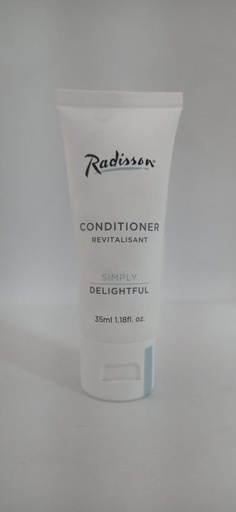 Radisson
CONDITIONER
REVITALISANT
SIMPLY
DELIGHTFUL
35ml 1.18fl. oz.